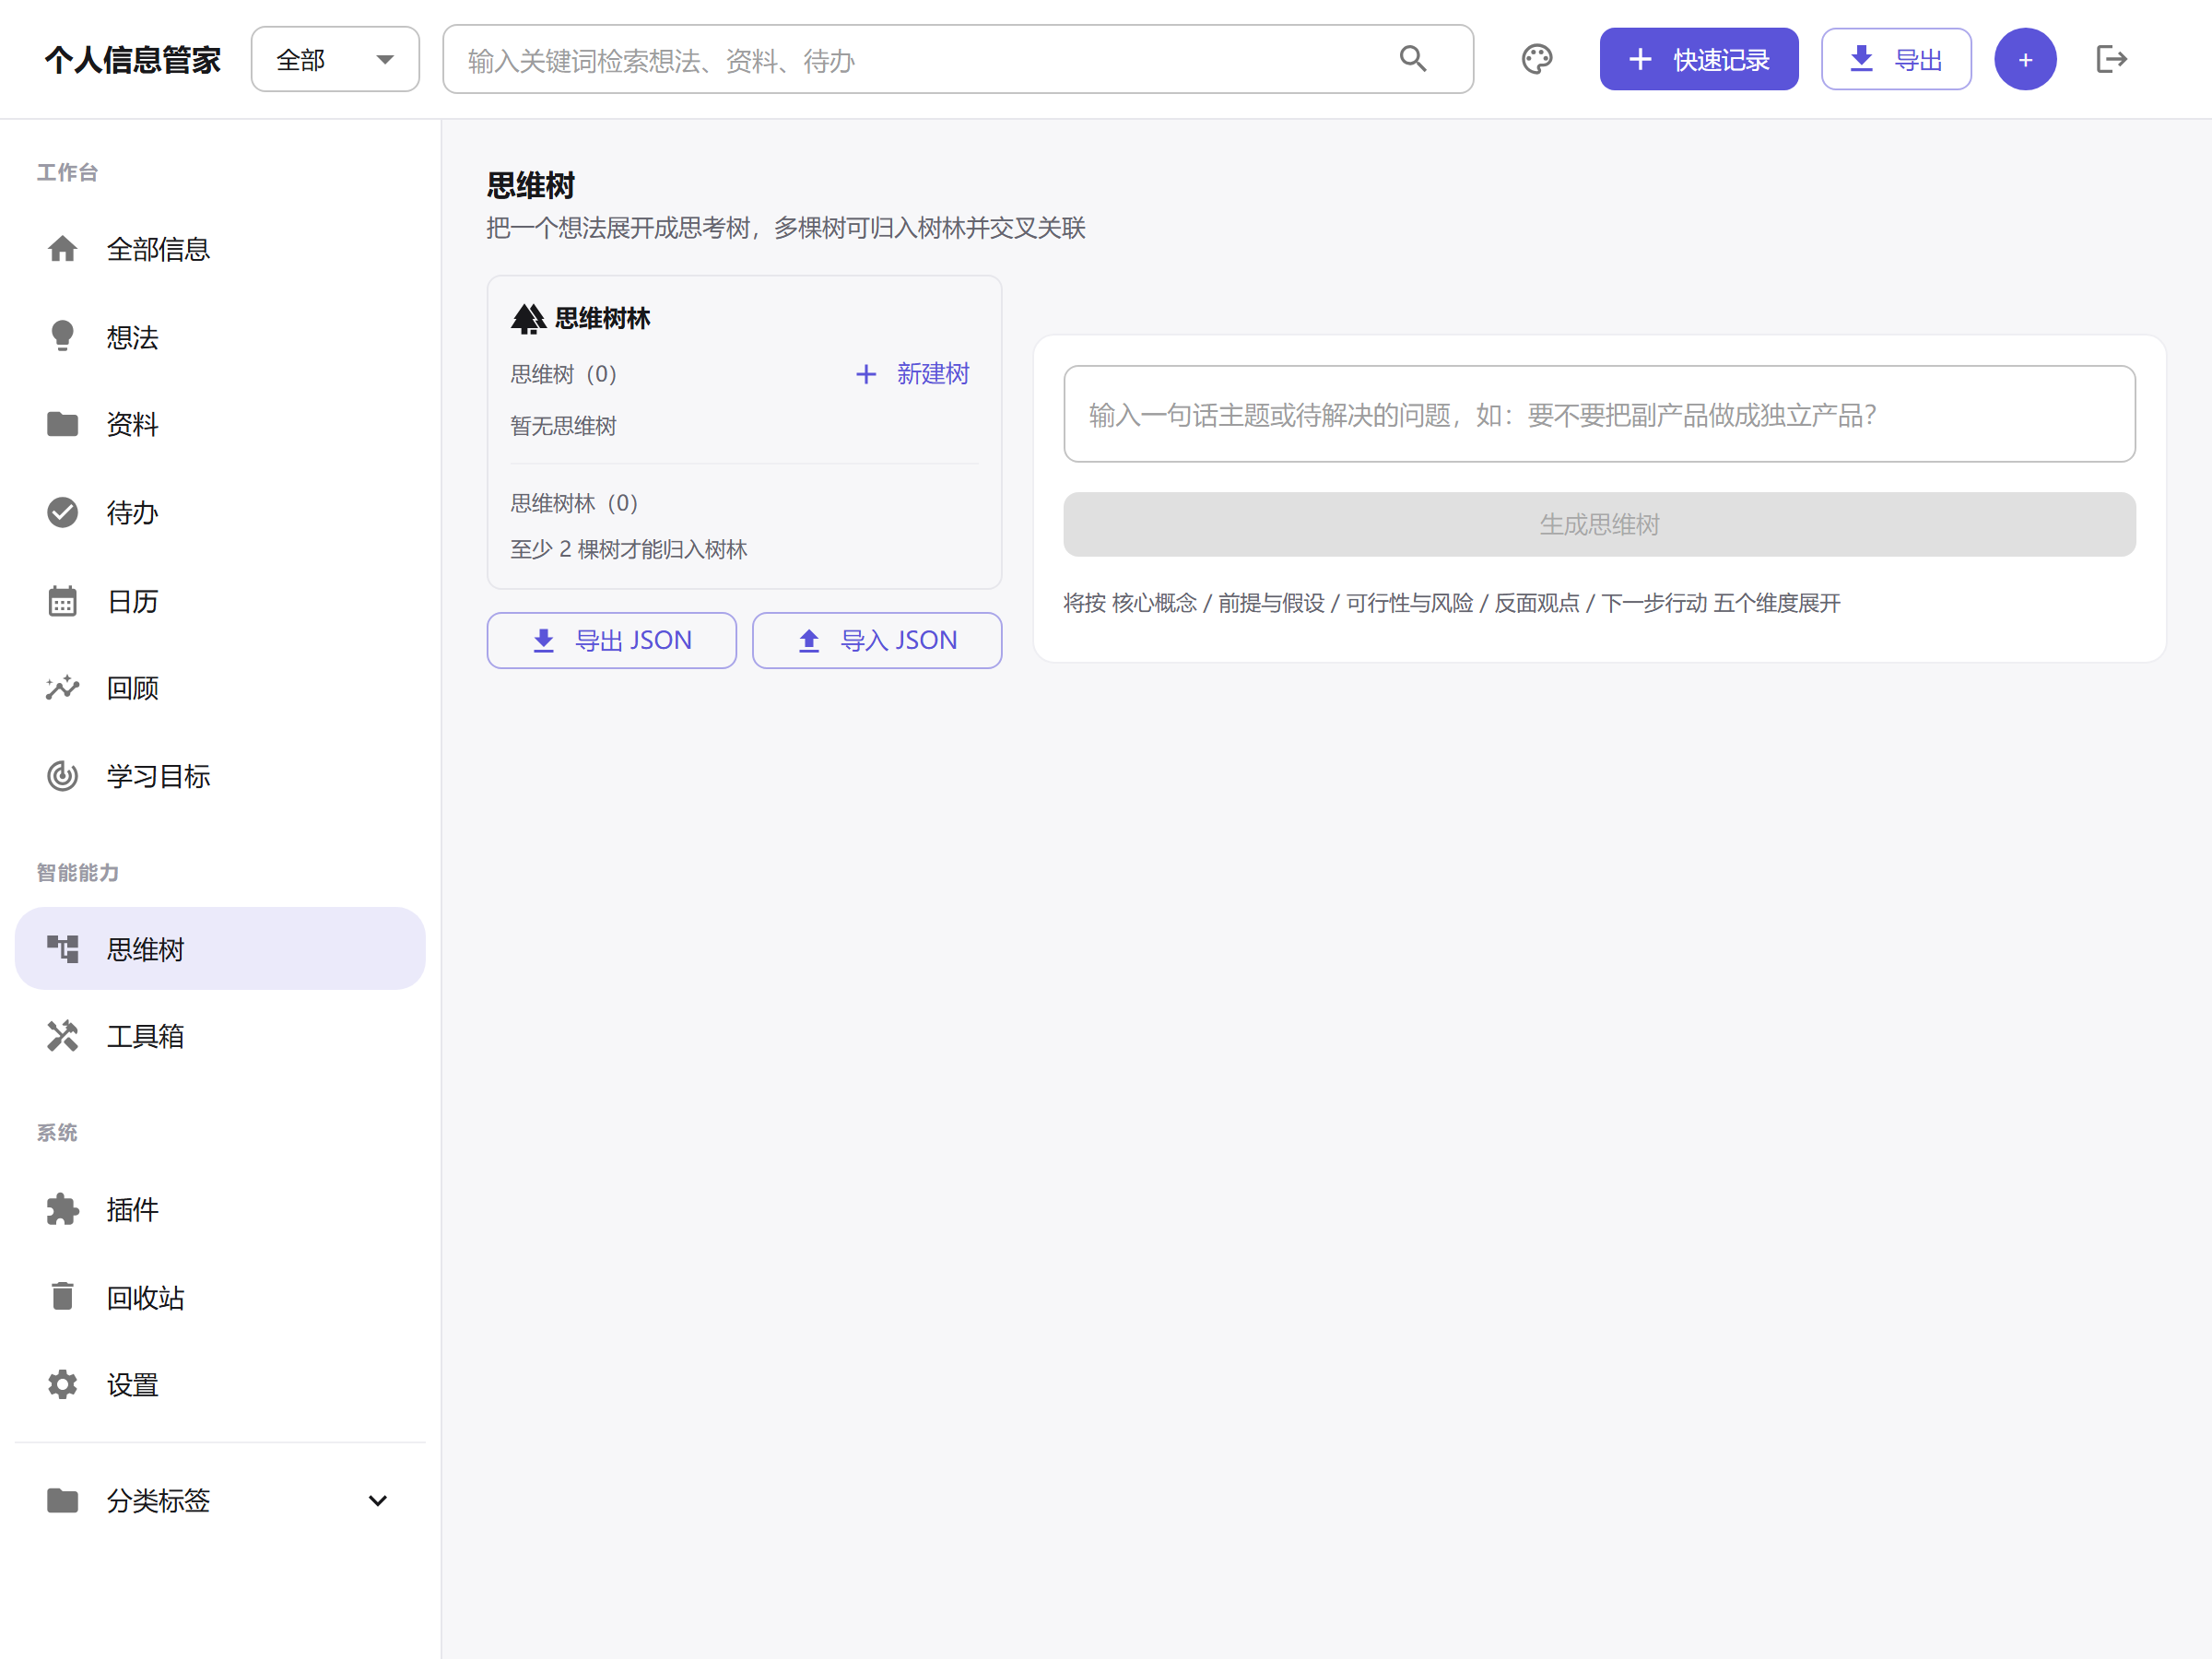 个人信息管家
全部
输入关键词检索想法、资料、待办
快速记录
导出
+
工作台
全部信息
想法
资料
待办
日历
回顾
学习目标
智能能力
思维树
工具箱
系统
插件
回收站
设置
分类标签
思维树
把一个想法展开成思考树，多棵树可归入树林并交叉关联
思维树林
思维树（0）
新建树
暂无思维树
思维树林（0）
至少 2 棵树才能归入树林
导出 JSON
导入 JSON
输入一句话主题或待解决的问题，如：要不要把副产品做成独立产品？
生成思维树
将按 核心概念 / 前提与假设 / 可行性与风险 / 反面观点 / 下一步行动 五个维度展开